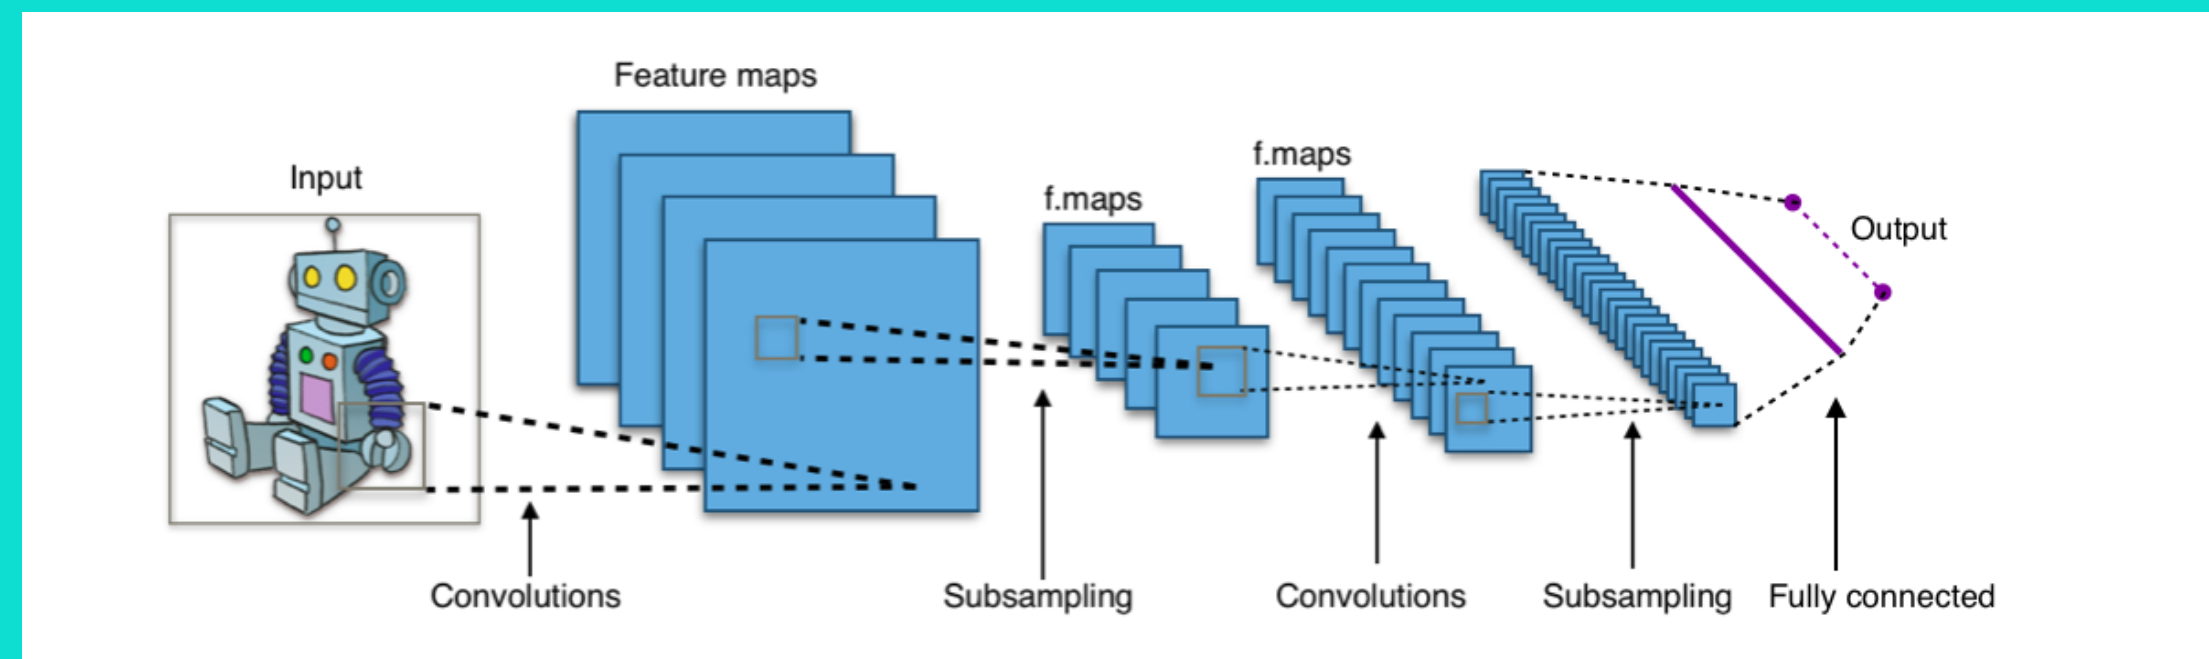 Feature maps
Input
f.maps
f.maps
Output
Convolutions
Subsampling
Convolutions
Subsampling
Fully connected